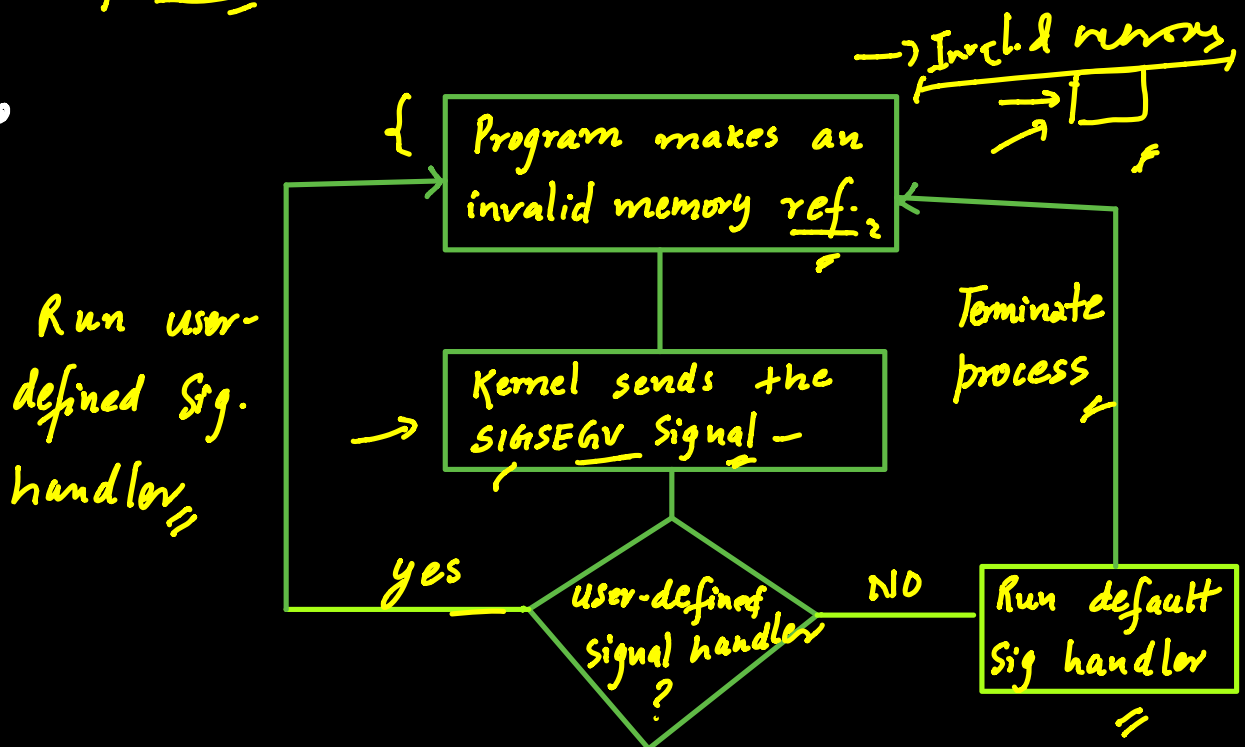 Invalid memory
Program makes an
invalid memory ref.
Run user-
defined Sig.
handler
Terminate
process
Kernel sends the
SIGSEGV Signal
yes
user-defined
signal handler
?
NO
Run default
Sig handler